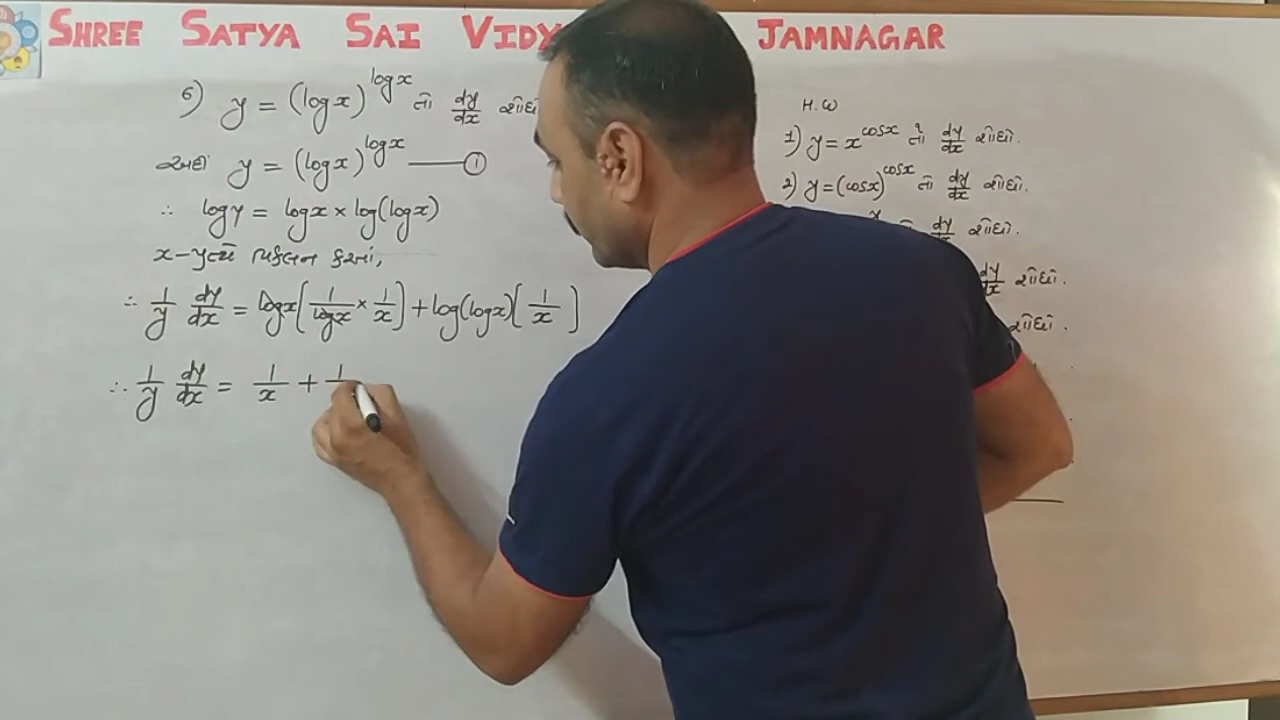 SHREE SATYA SAI VIDY JAMNAGAR
6) y = (log x)^{log x} તો dy/dx શોધો
અહીં y = (log x)^{log x} —— ①
∴ log y = log x × log(log x)
x-પ્રત્યે વિકલન કરતાં,
∴ 1/y dy/dx = log x [1/log x × 1/x] + log(log x) [1/x]
∴ 1/y dy/dx = 1/x + 1
H.W
1) y = x^{cos x} તો dy/dx શોધો.
2) y = (cos x)^{cos x} તો dy/dx શોધો.
dy/dx શોધો.
dy/dx શોધો.
શોધો.